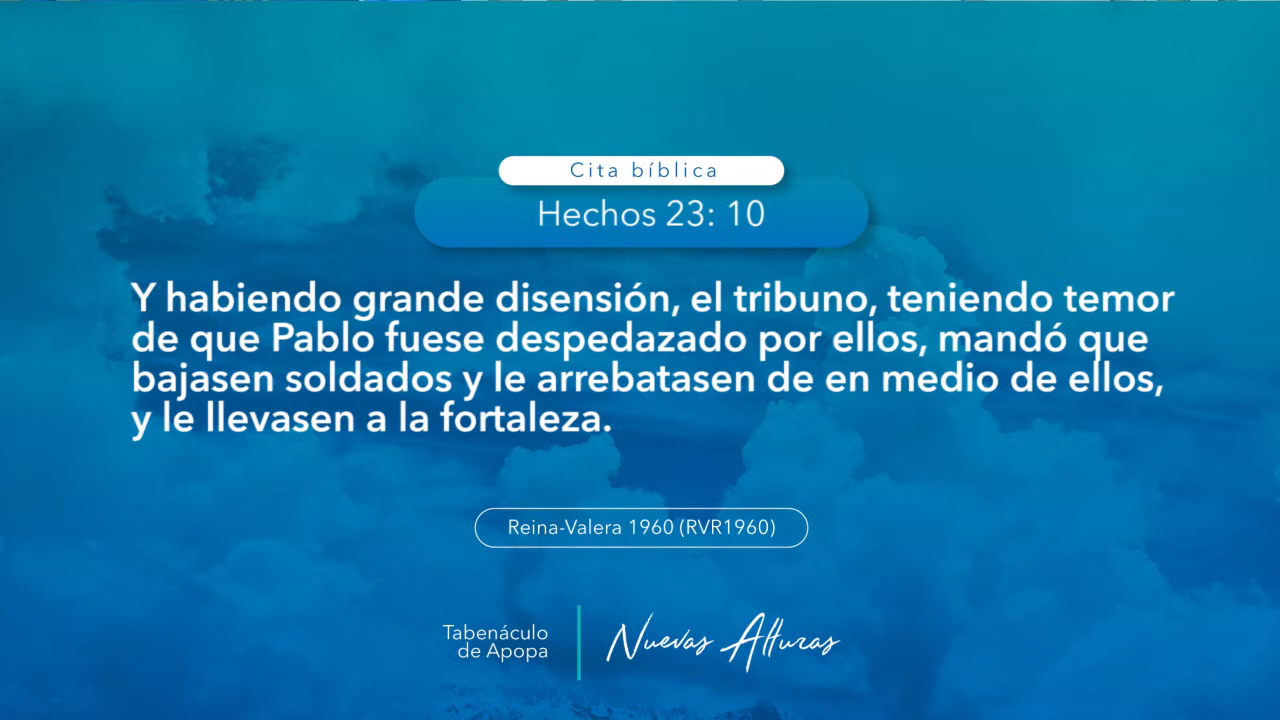 Cita bíblica
Hechos 23: 10
Y habiendo grande disensión, el tribuno, teniendo temor
de que Pablo fuese despedazado por ellos, mandó que
bajasen soldados y le arrebatasen de en medio de ellos,
y le llevasen a la fortaleza.
Reina-Valera 1960 (RVR1960)
Tabenáculo
de Apopa
Nuevas Alturas